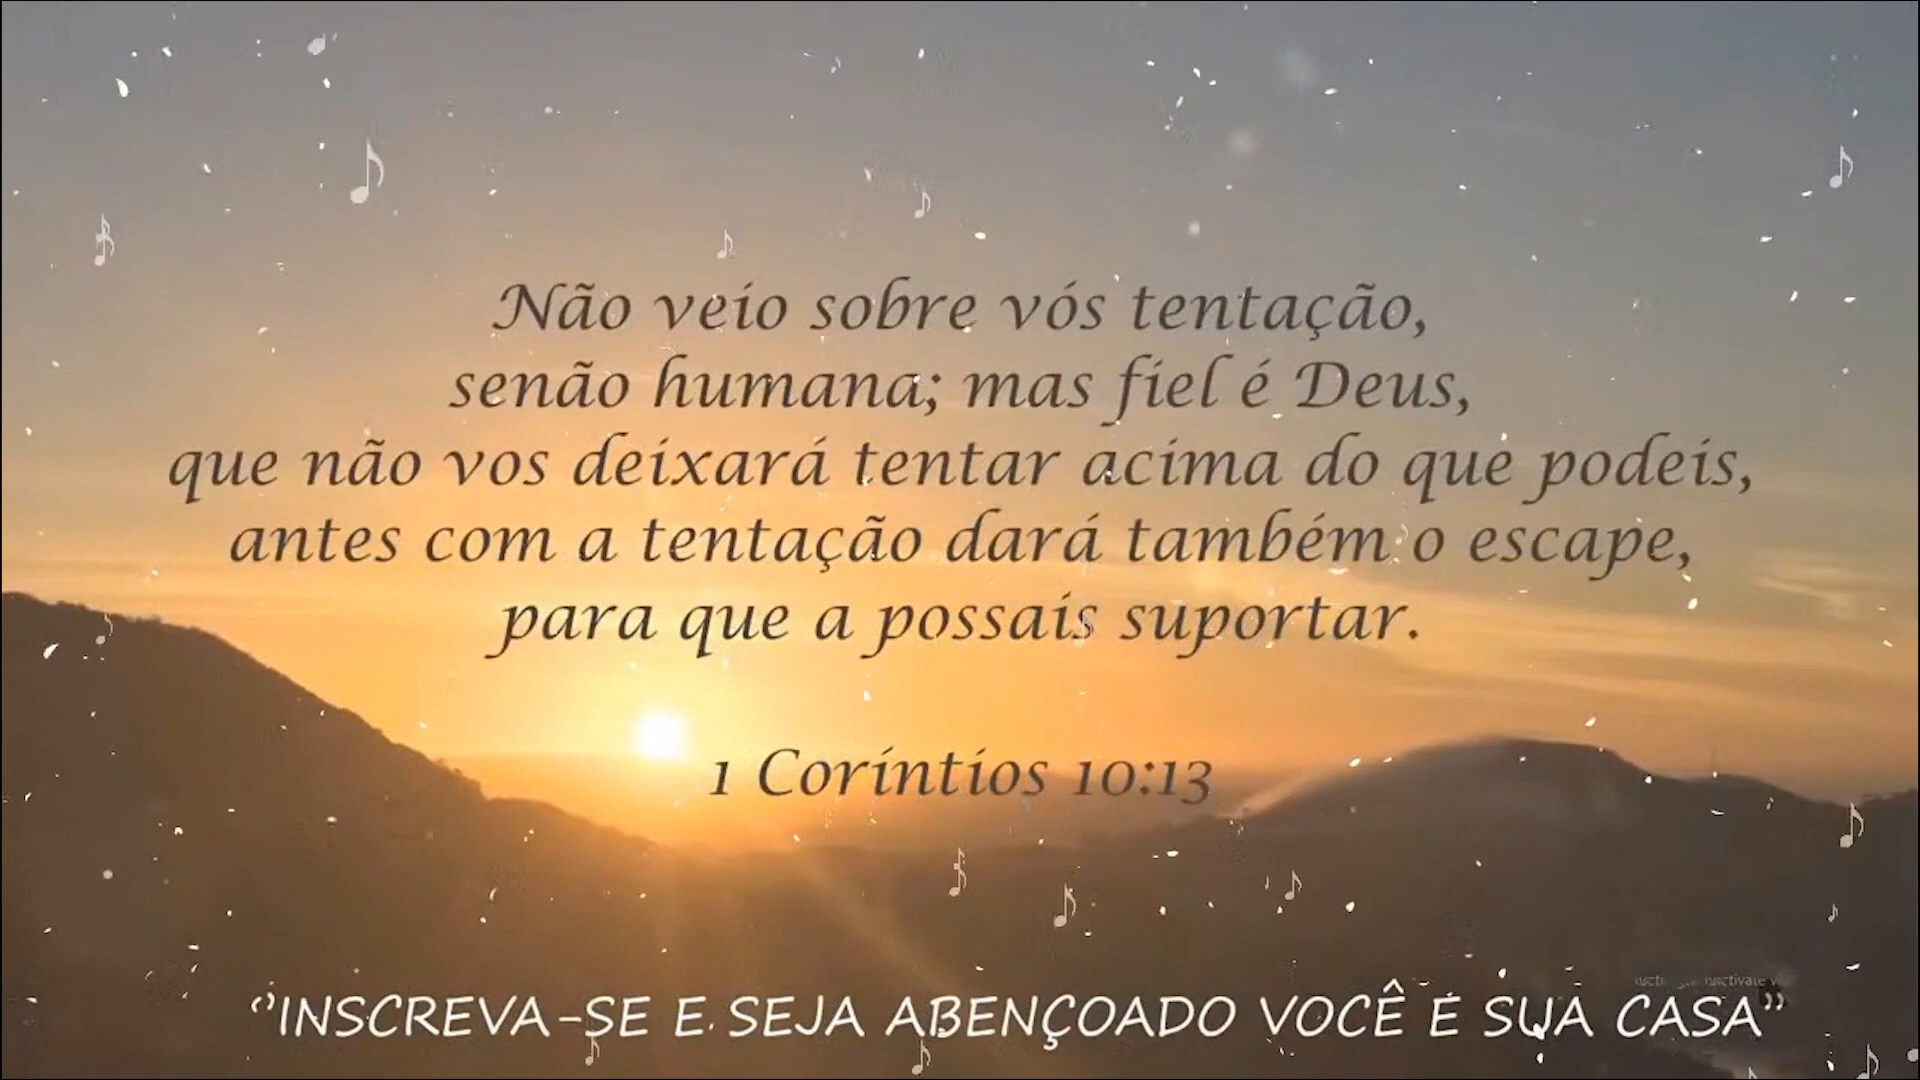 Não veio sobre vós tentação,
senão humana; mas fiel é Deus,
que não vos deixará tentar acima do que podeis,
antes com a tentação dará também o escape,
para que a possais suportar.
1 Coríntios 10:13
“INSCREVA-SE E SEJA ABENÇOADO VOCÊ E SUA CASA”